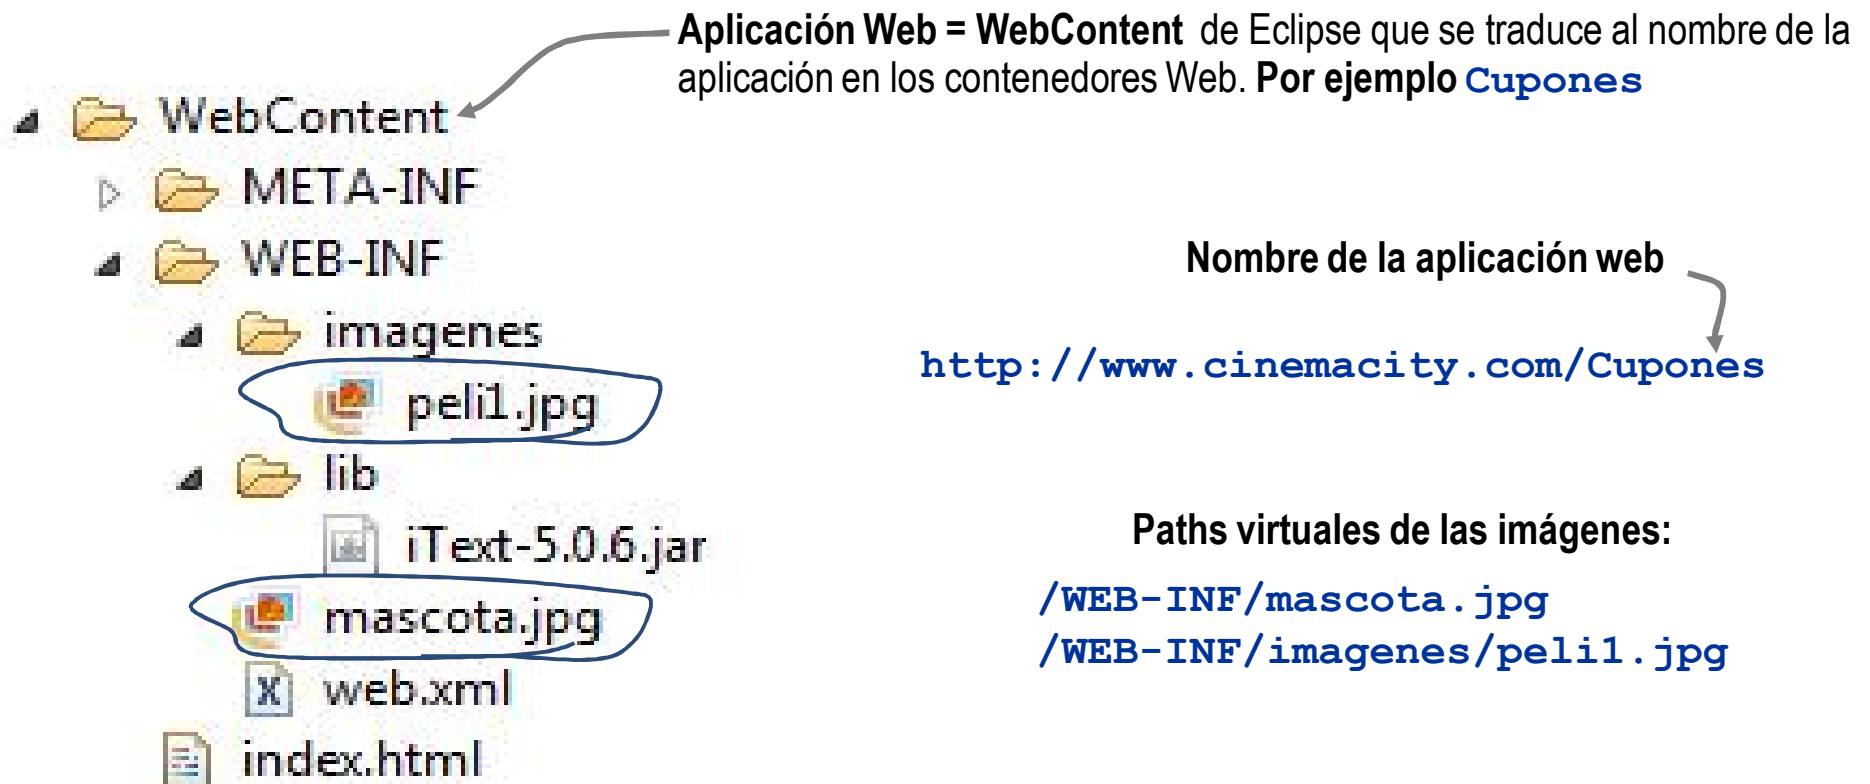 Aplicación Web = WebContent de Eclipse que se traduce al nombre de la
aplicación en los contenedores Web. Por ejemplo Cupones
WebContent
META-INF
WEB-INF
imagenes
peli1.jpg
lib
iText-5.0.6.jar
mascota.jpg
web.xml
index.html
Nombre de la aplicación web
http://www.cinemacity.com/Cupones
Paths virtuales de las imágenes:
/WEB-INF/mascota.jpg
/WEB-INF/imagenes/peli1.jpg